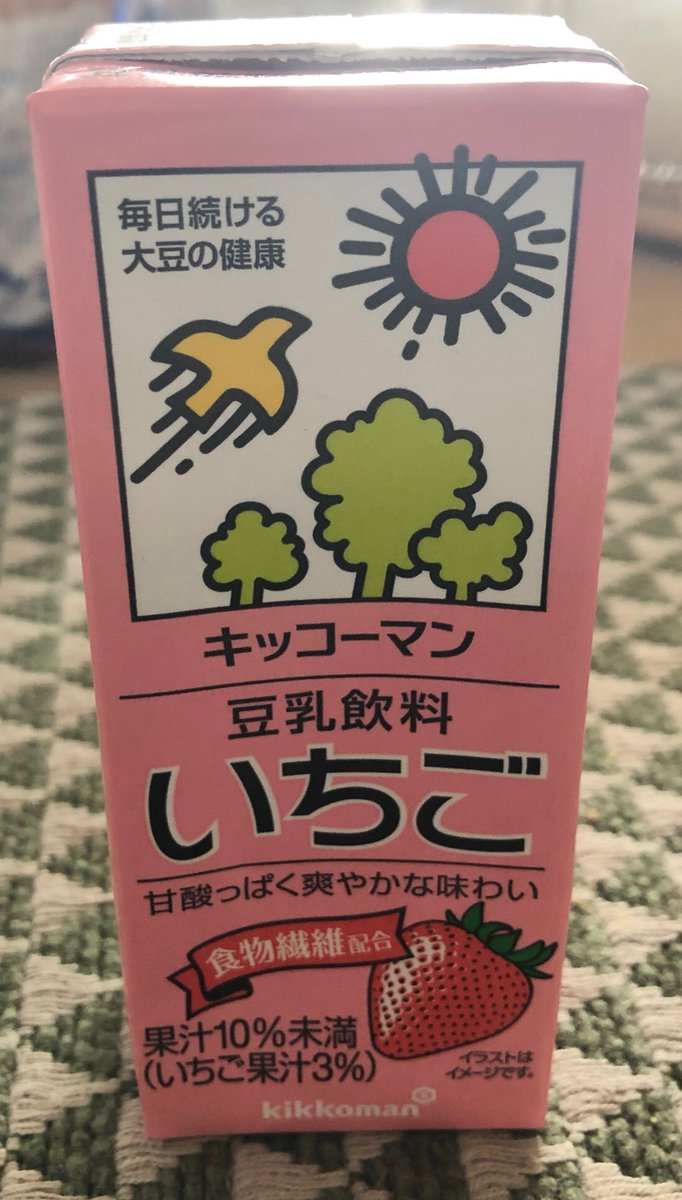 毎日続ける
大豆の健康
キッコーマン
豆乳飲料
いちご
甘酸っぱく爽やかな味わい
食物繊維配合
果汁10%未満
(いちご果汁3%)
イラストは
イメージです。
kikkoman